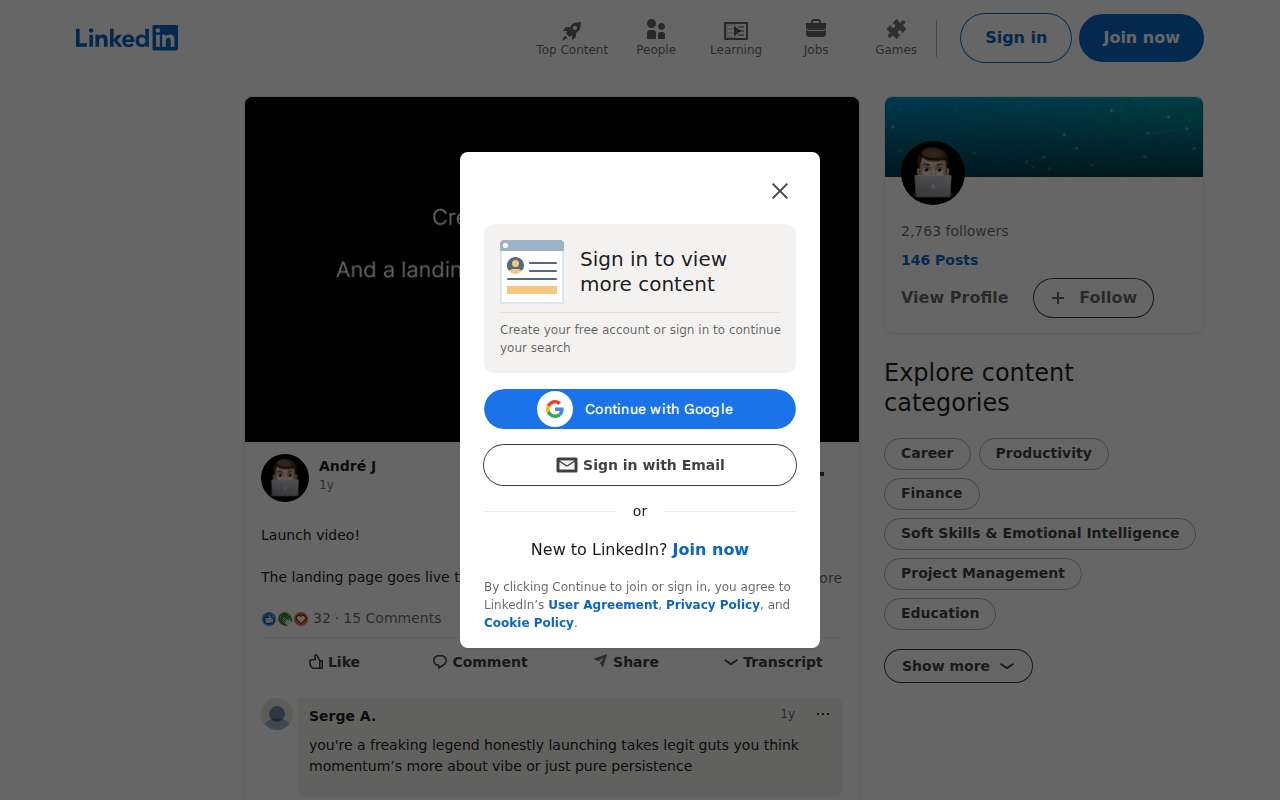 Linkedin
Top Content
People
Learning
Jobs
Games
Sign in
Join now
Cre
And a landin
Sign in to view
more content
Create your free account or sign in to continue
your search
Continue with Google
Sign in with Email
or
New to LinkedIn? Join now
By clicking Continue to join or sign in, you agree to
LinkedIn’s User Agreement, Privacy Policy, and
Cookie Policy.
André J
1y
Launch video!
The landing page goes live t
ore
32 · 15 Comments
Like
Comment
Share
Transcript
Serge A.
1y
you're a freaking legend honestly launching takes legit guts you think
momentum’s more about vibe or just pure persistence
2,763 followers
146 Posts
View Profile
Follow
Explore content
categories
Career
Productivity
Finance
Soft Skills & Emotional Intelligence
Project Management
Education
Show more